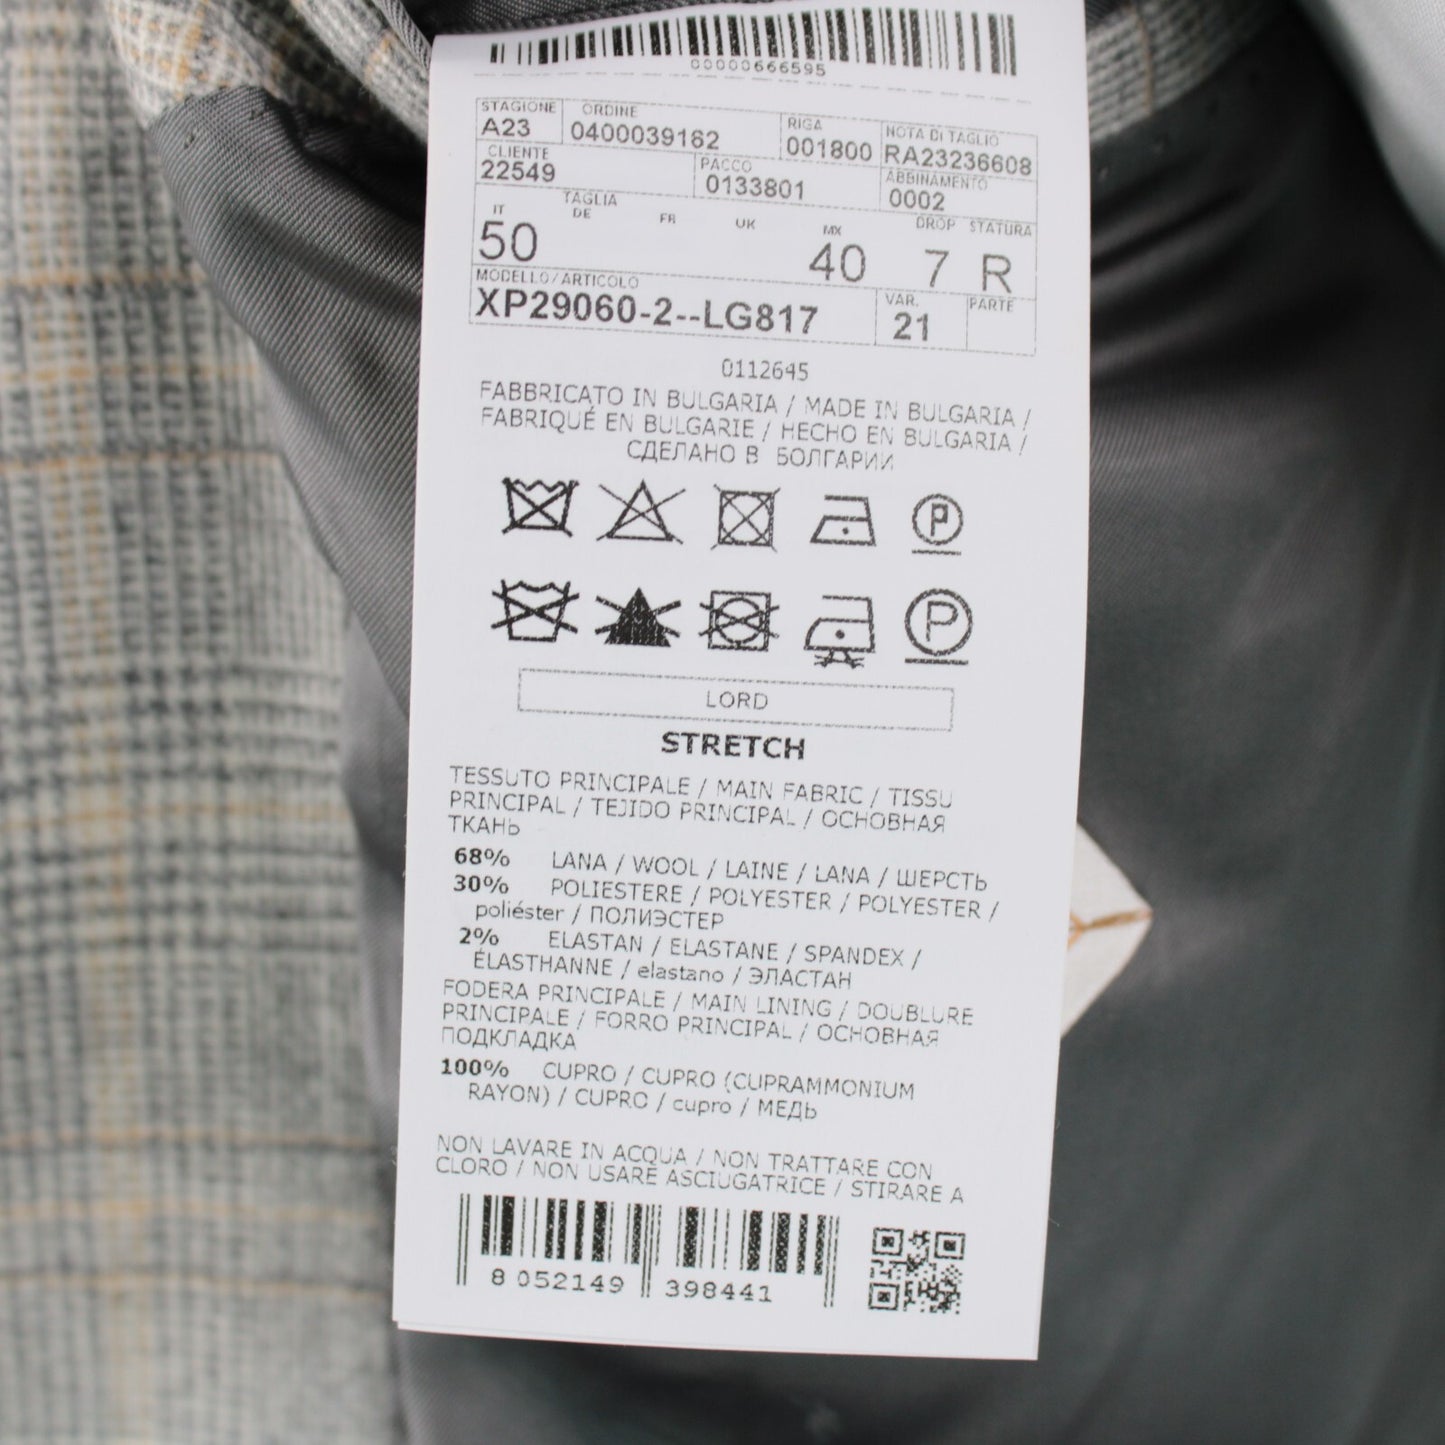 00000666595
STAGIONE ORDINE RIGA NOTA DI TAGLIO
A23 0400039162 001800 RA23236608
CLIENTE PACCO ABBINAMENTO
22549 0133801 0002
TAGLIA
IT DE FR UK MX DROP STATURA
50 40 7 R
MODELLO/ARTICOLO VAR. PARTE
XP29060-2--LG817 21
0112645
FABBRICATO IN BULGARIA / MADE IN BULGARIA /
FABRIQUÉ EN BULGARIE / HECHO EN BULGARIA /
СДЕЛАНО В БОЛГАРИИ
P
P
LORD
STRETCH
TESSUTO PRINCIPALE / MAIN FABRIC / TISSU
PRINCIPAL / TEJIDO PRINCIPAL / ОСНОВНАЯ
ТКАНЬ
68% LANA / WOOL / LAINE / LANA / ШЕРСТЬ
30% POLIESTERE / POLYESTER / POLYESTER /
poliéster / ПОЛИЭСТЕР
2% ELASTAN / ELASTANE / SPANDEX /
ÉLASTHANNE / elastano / ЭЛАСТАН
FODERA PRINCIPALE / MAIN LINING / DOUBLURE
PRINCIPALE / FORRO PRINCIPAL / ОСНОВНАЯ
ПОДКЛАДКА
100% CUPRO / CUPRO (CUPRAMMONIUM
RAYON) / CUPRO / cupro / МЕДЬ
NON LAVARE IN ACQUA / NON TRATTARE CON
CLORO / NON USARE ASCIUGATRICE / STIRARE A
8 052149 398441